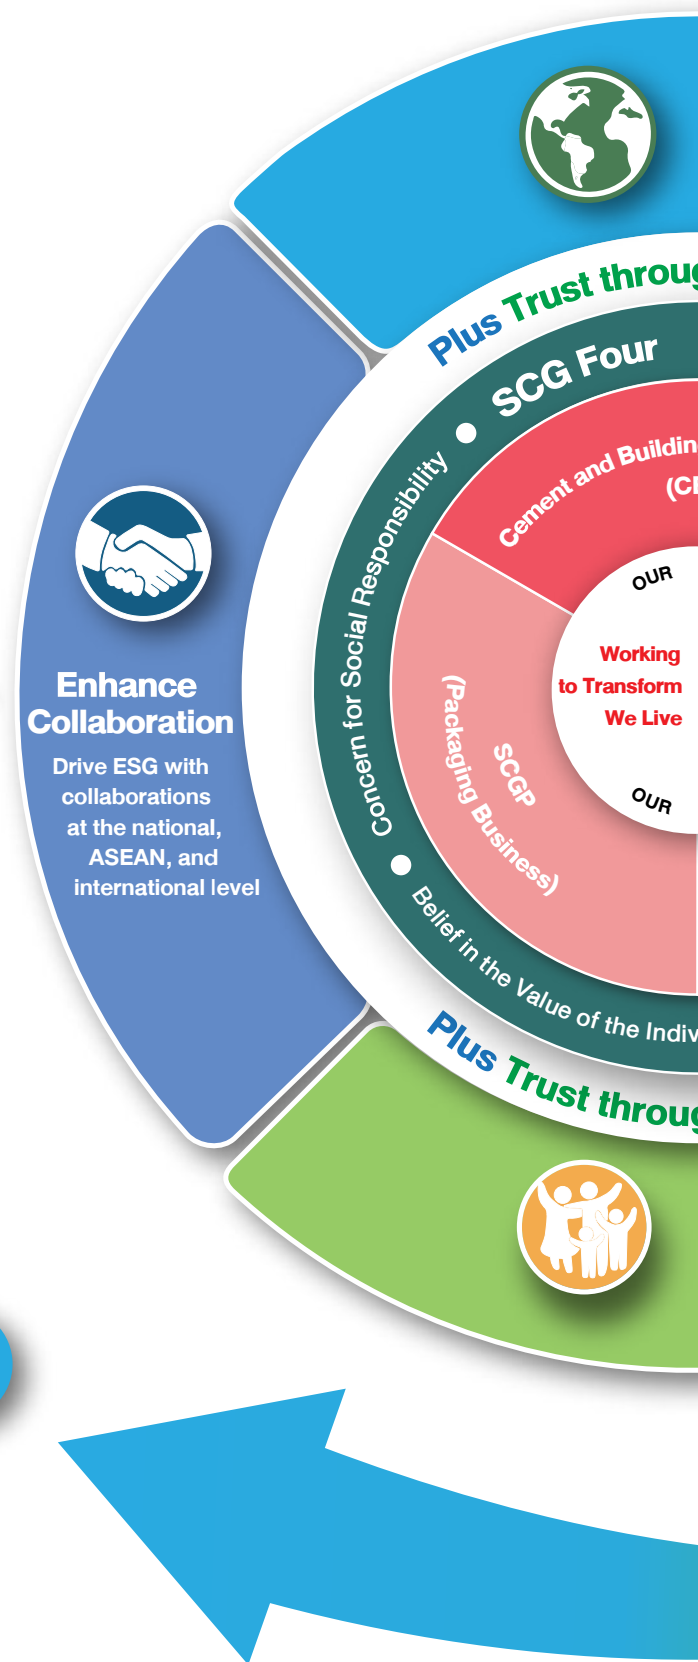 Plus Trust throug
SCG Four
Cement and Building
(C
OUR
Working
to Transform
We Live
OUR
Concern for Social Responsibility
SCGP
(Packaging Business)
Belief in the Value of the Indiv
Plus Trust throug
Enhance
Collaboration
Drive ESG with
collaborations
at the national,
ASEAN, and
international level